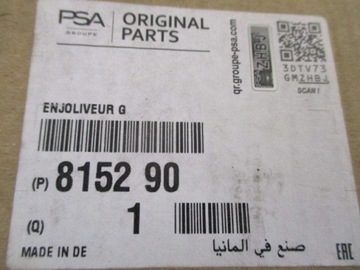 PSA
GROUPE
ORIGINAL
PARTS
qr.groupe-psa.com
ZHBJ
3DTV73
GMZHBJ
SCAN !
ENJOLIVEUR G
(P) 8152 90
(Q) 1
MADE IN DE
صنع في المانيا
EAC